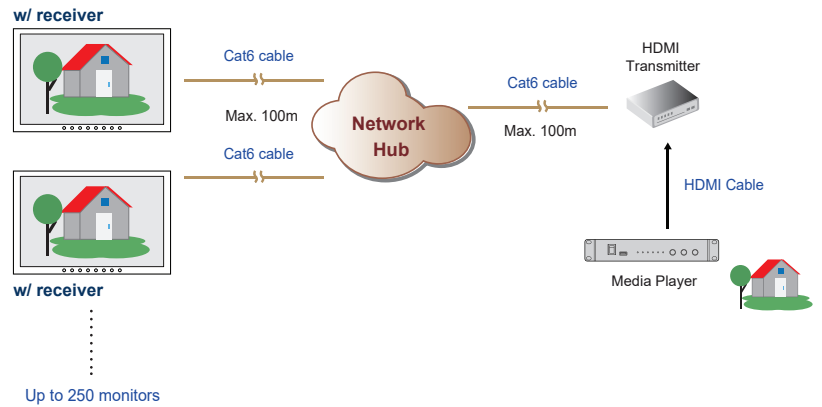 w/ receiver
Cat6 cable
Max. 100m
Cat6 cable
Network
Hub
Cat6 cable
Max. 100m
HDMI
Transmitter
HDMI Cable
Media Player
w/ receiver
Up to 250 monitors